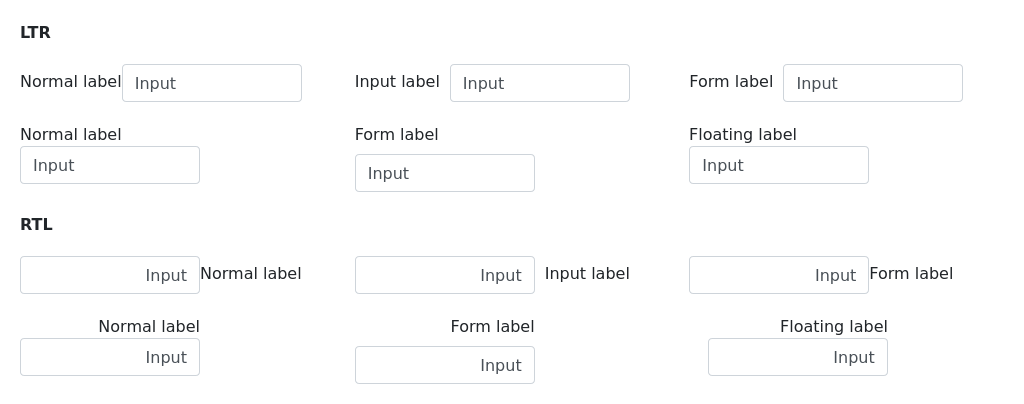 LTR
Normal label Input Input label Input Form label Input
Normal label Form label Floating label
Input Input Input
RTL
Input Normal label Input Input label Input Form label
Normal label Form label Floating label
Input Input Input